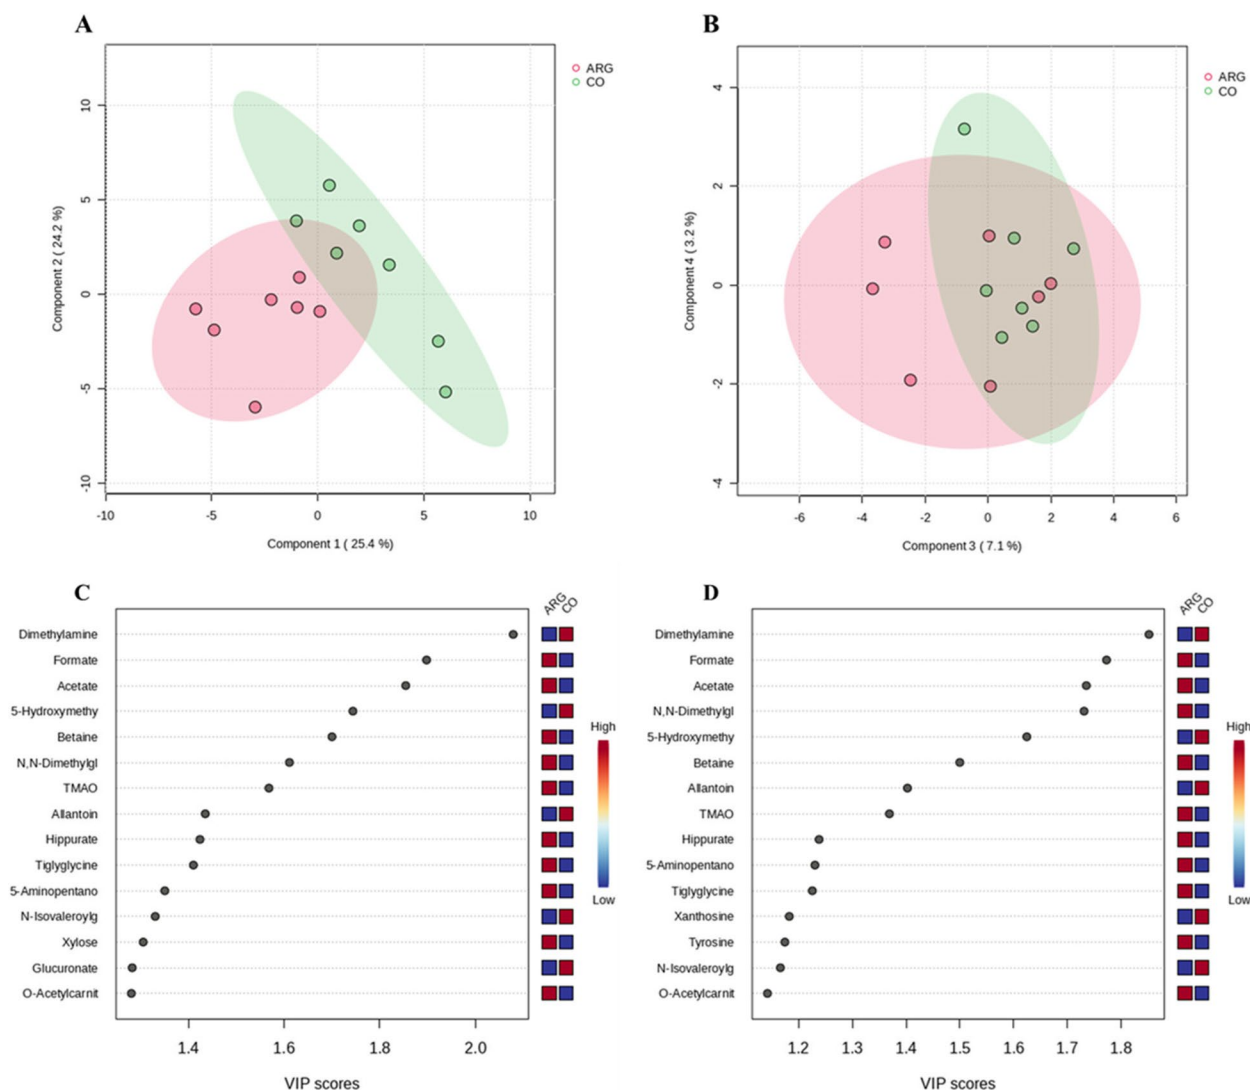 A
ARG
CO
10
5
0
-5
-10
Component 2 ( 24.2 %)
-10
-5
0
5
10
Component 1 ( 25.4 %)
B
ARG
CO
4
2
0
-2
-4
Component 4 ( 3.2 %)
-6
-4
-2
0
2
4
6
Component 3 ( 7.1 %)
C
ARG
CO
Dimethylamine
Formate
Acetate
5-Hydroxymethy
Betaine
N,N-Dimethylgl
TMAO
Allantoin
Hippurate
Tiglyglycine
5-Aminopentano
N-Isovaleroylg
Xylose
Glucuronate
O-Acetylcarnit
High
Low
1.4
1.6
1.8
2.0
VIP scores
D
ARG
CO
Dimethylamine
Formate
Acetate
N,N-Dimethylgl
5-Hydroxymethy
Betaine
Allantoin
TMAO
Hippurate
5-Aminopentano
Tiglyglycine
Xanthosine
Tyrosine
N-Isovaleroylg
O-Acetylcarnit
High
Low
1.2
1.3
1.4
1.5
1.6
1.7
1.8
VIP scores